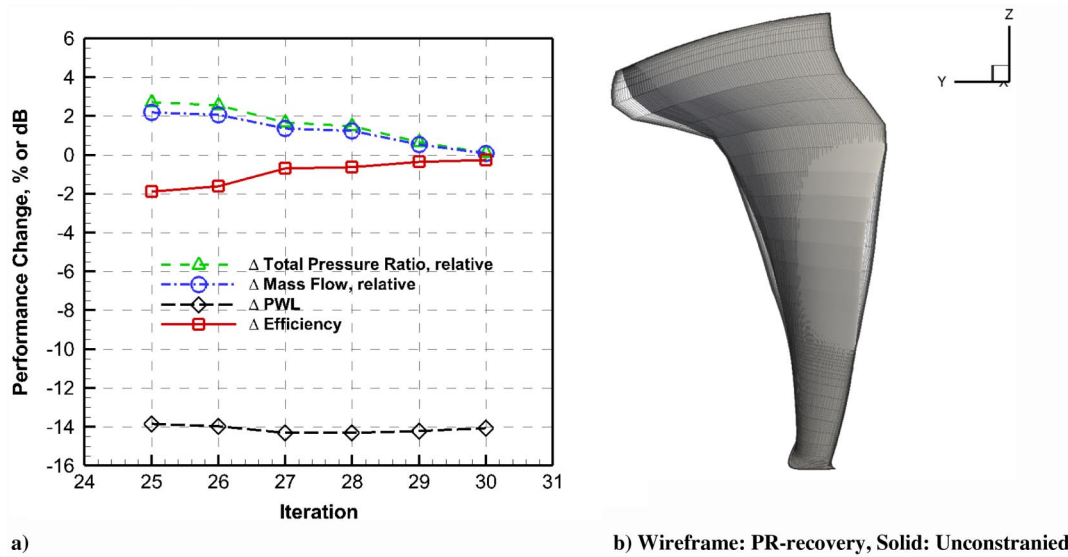 6
4
2
0
-2
-4
-6
-8
-10
-12
-14
-16
Performance Change, % or dB
Δ Total Pressure Ratio, relative
Δ Mass Flow, relative
Δ PWL
Δ Efficiency
24 25 26 27 28 29 30 31
Iteration
a)
Z
Y
X
b) Wireframe: PR-recovery, Solid: Unconstranied